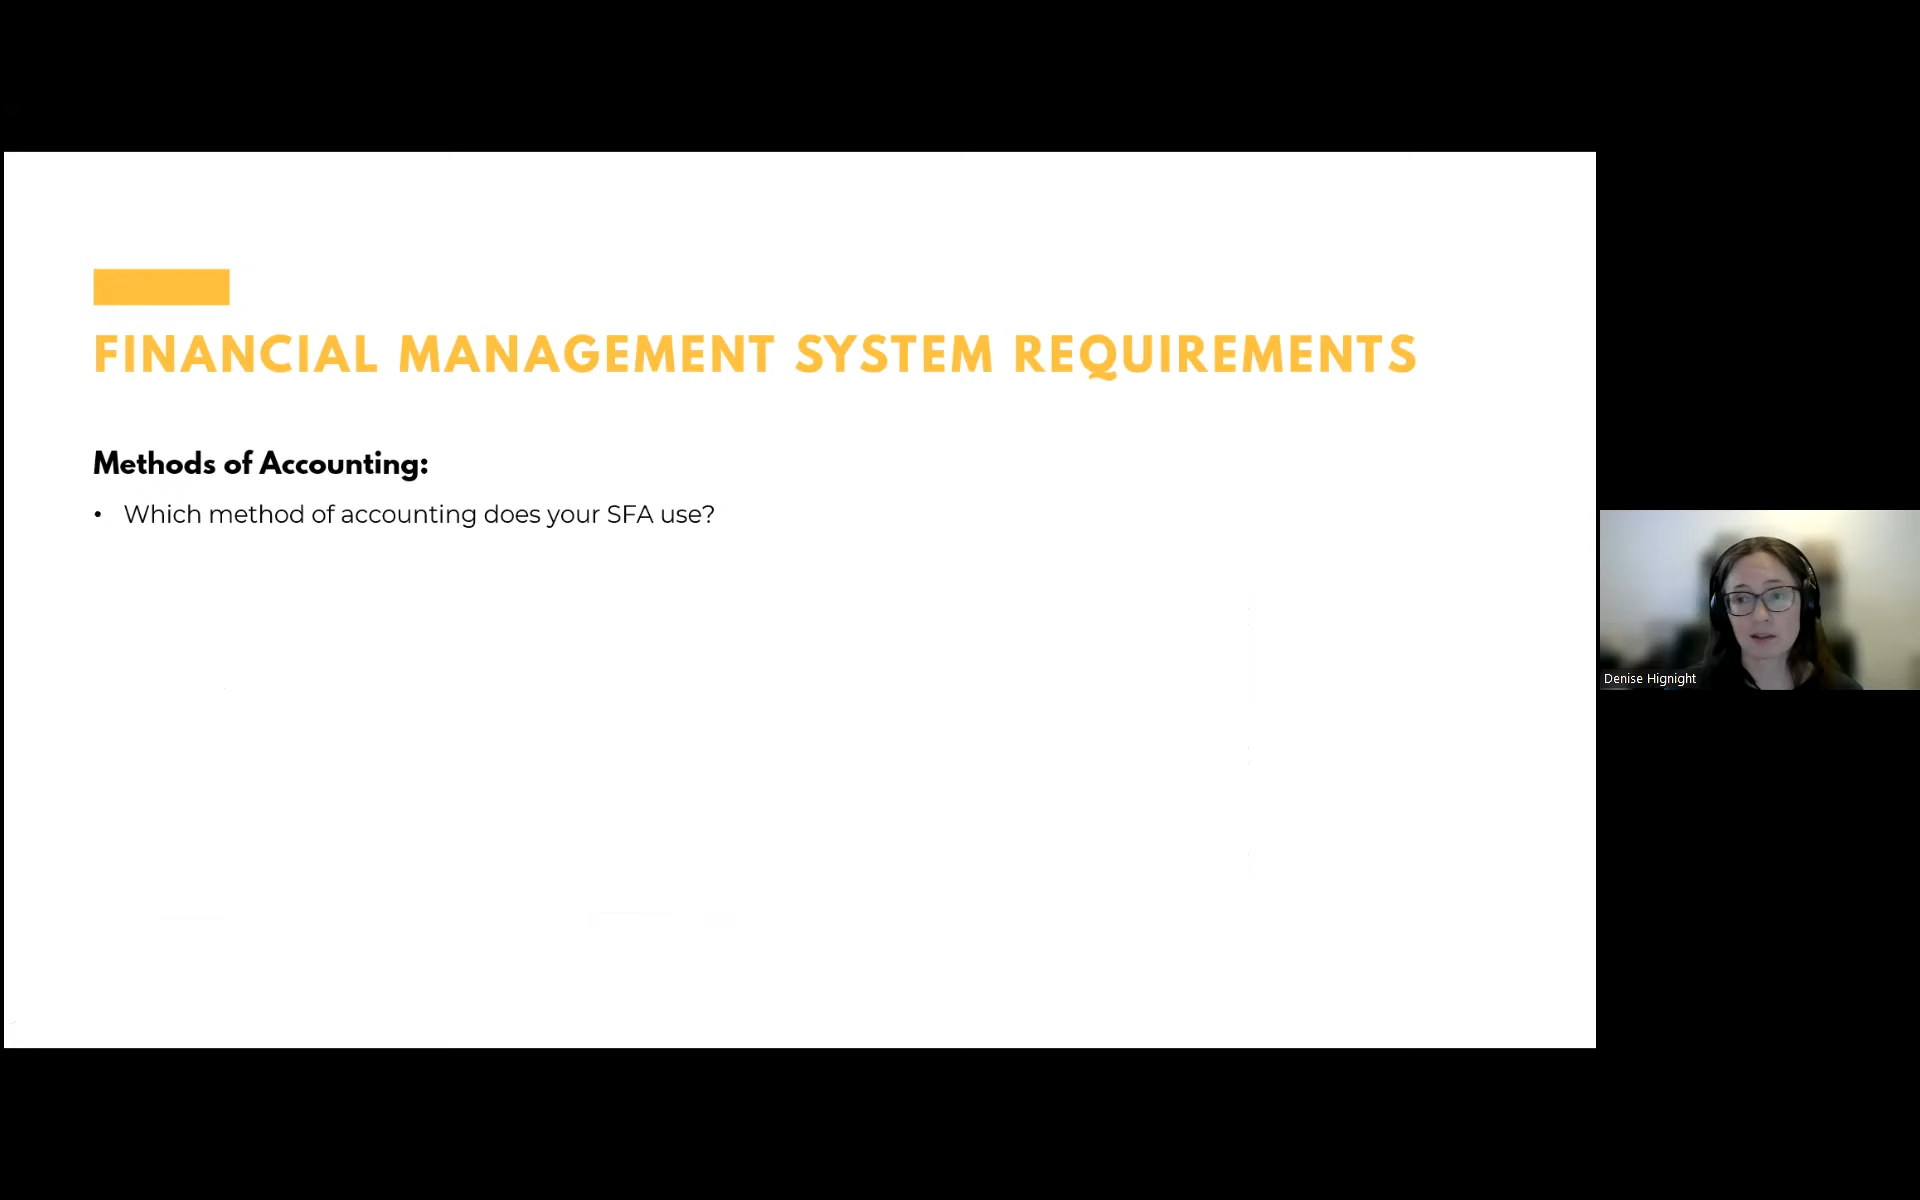 FINANCIAL MANAGEMENT SYSTEM REQUIREMENTS
Methods of Accounting:
• Which method of accounting does your SFA use?
Denise Hignight